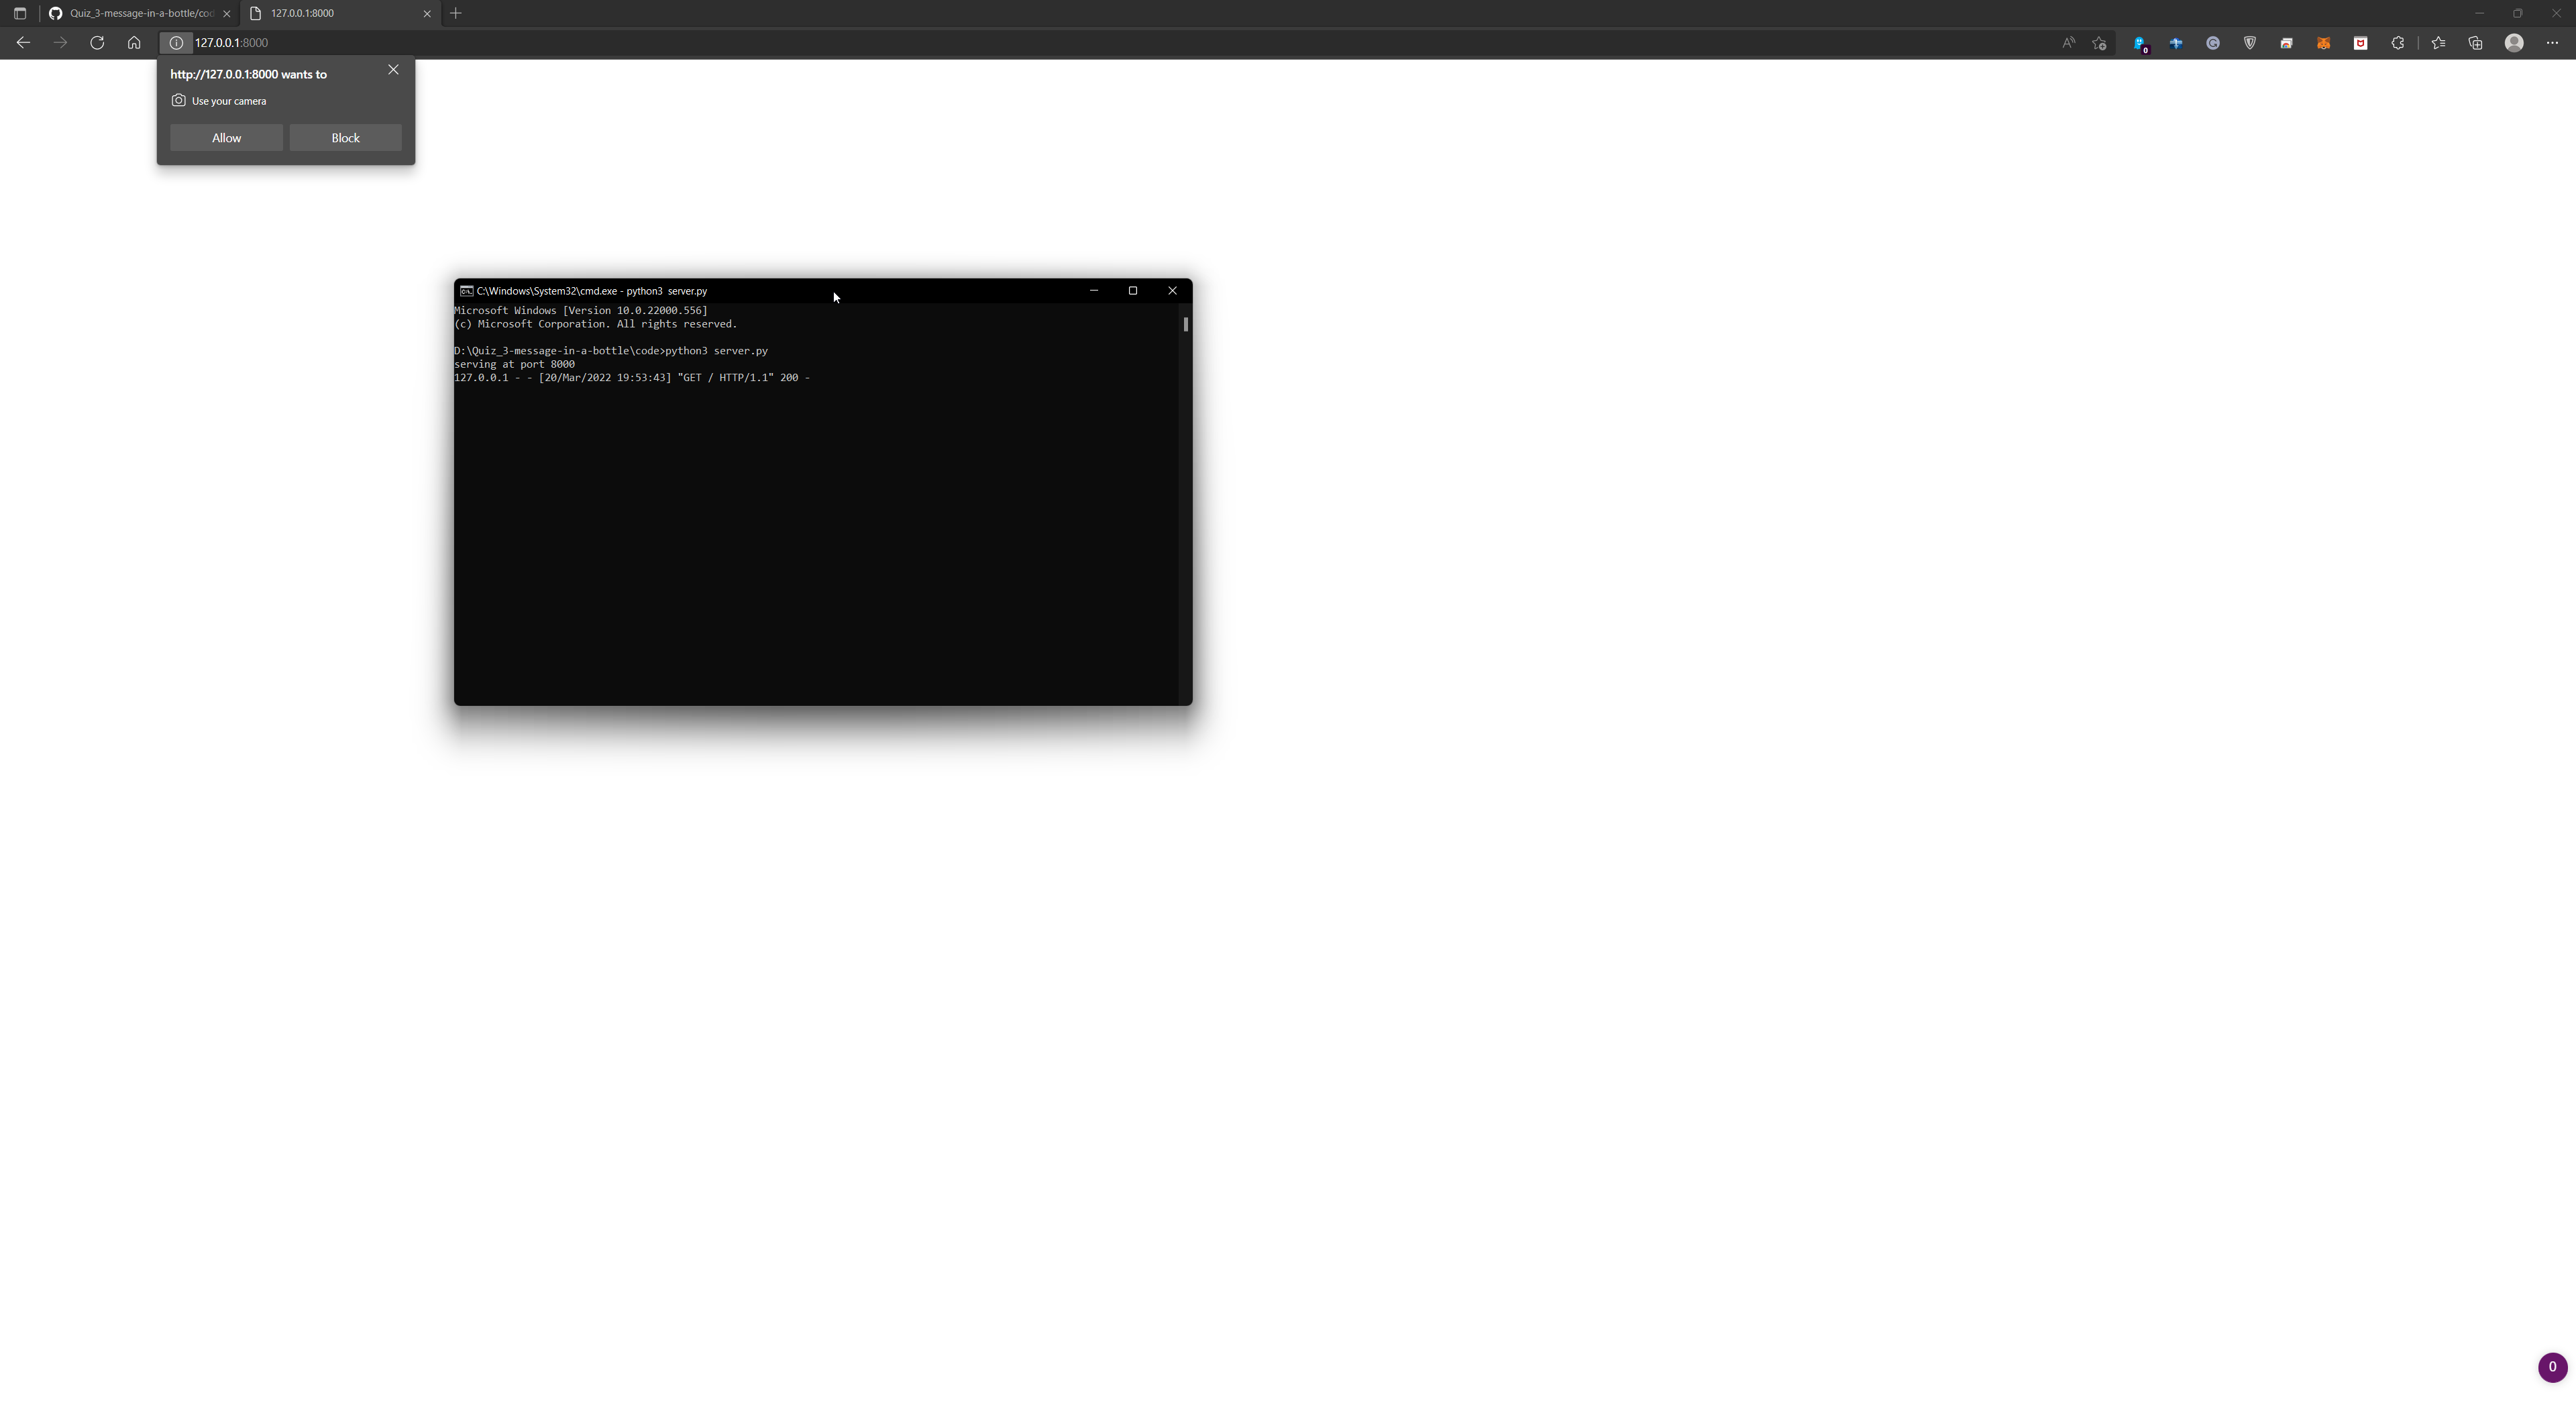 Quiz_3-message-in-a-bottle/cod
127.0.0.1:8000
127.0.0.1:8000
0
http://127.0.0.1:8000 wants to
Use your camera
Allow Block
C:\Windows\System32\cmd.exe - python3 server.py
Microsoft Windows [Version 10.0.22000.556]
(c) Microsoft Corporation. All rights reserved.
D:\Quiz_3-message-in-a-bottle\code>python3 server.py
serving at port 8000
127.0.0.1 - - [20/Mar/2022 19:53:43] "GET / HTTP/1.1" 200 -
0